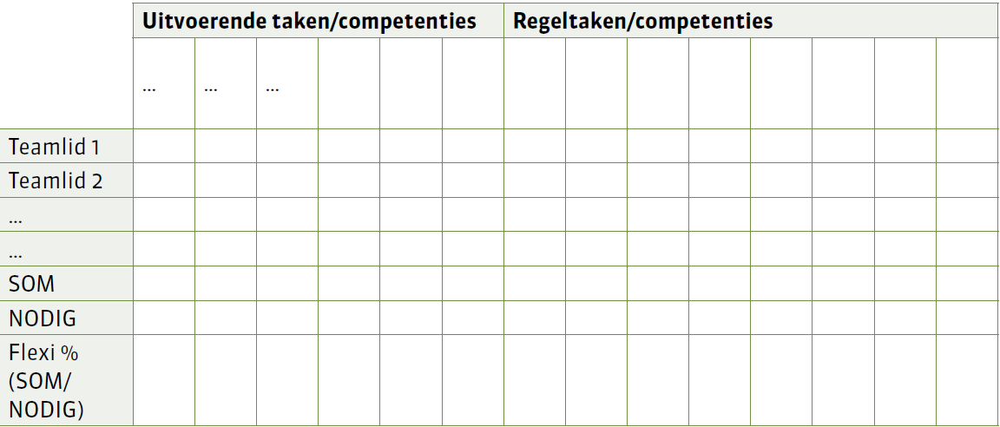 Uitvoerende taken/competenties Regeltaken/competenties
... ... ...
Teamlid 1
Teamlid 2
...
...
SOM
NODIG
Flexi %
(SOM/
NODIG)